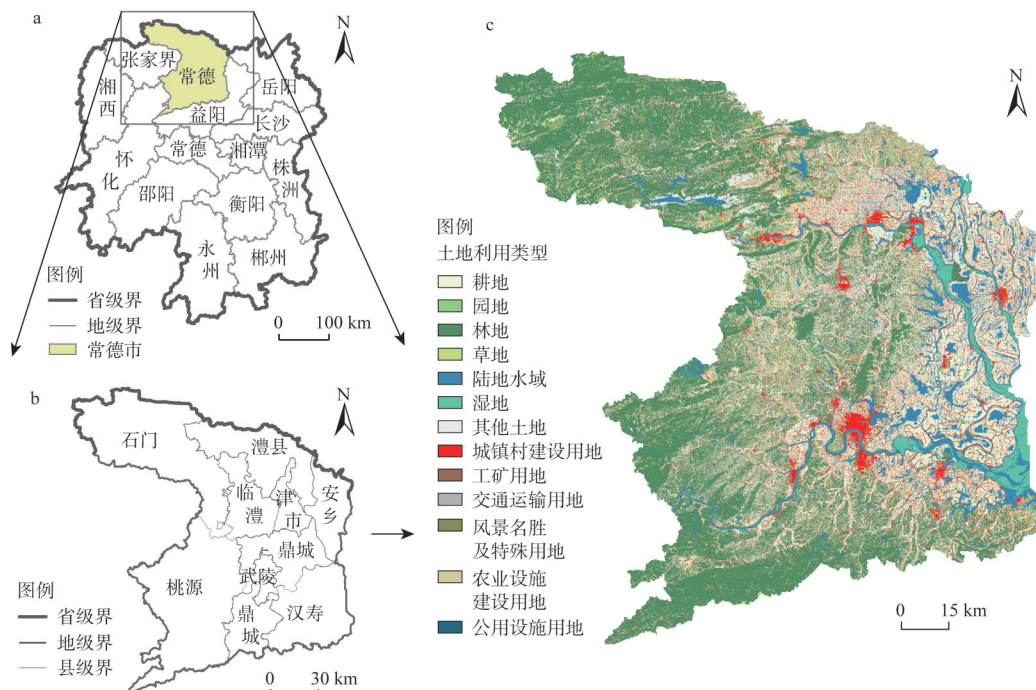 a
N
张家界
常德
湘
西
岳阳
益阳
长沙
常德
湘潭
怀
化
株
洲
邵阳
衡阳
永
州
郴州
图例
省级界
地级界
常德市
0 100 km
b
N
石门
澧县
临
澧
津
市
安
乡
鼎城
武陵
桃源
鼎
城
汉寿
图例
省级界
地级界
县级界
0 30 km
c
N
图例
土地利用类型
耕地
园地
林地
草地
陆地水域
湿地
其他土地
城镇村建设用地
工矿用地
交通运输用地
风景名胜
及特殊用地
农业设施
建设用地
公用设施用地
0 15 km